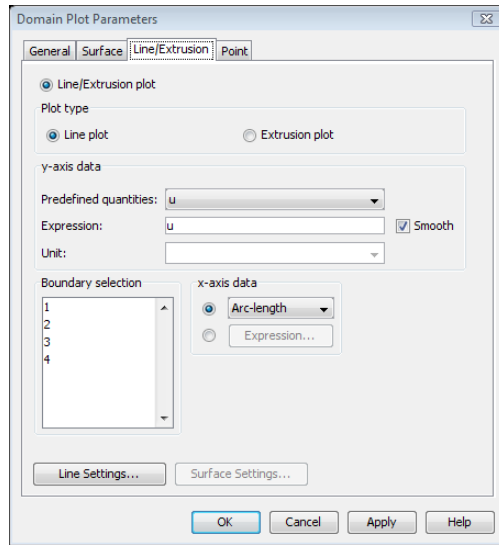 Domain Plot Parameters
General Surface Line/Extrusion Point
Line/Extrusion plot
Plot type
Line plot Extrusion plot
y-axis data
Predefined quantities: u
Expression: u Smooth
Unit:
Boundary selection x-axis data
1
Arc-length
2
3
Expression...
4
Line Settings... Surface Settings...
OK Cancel Apply Help